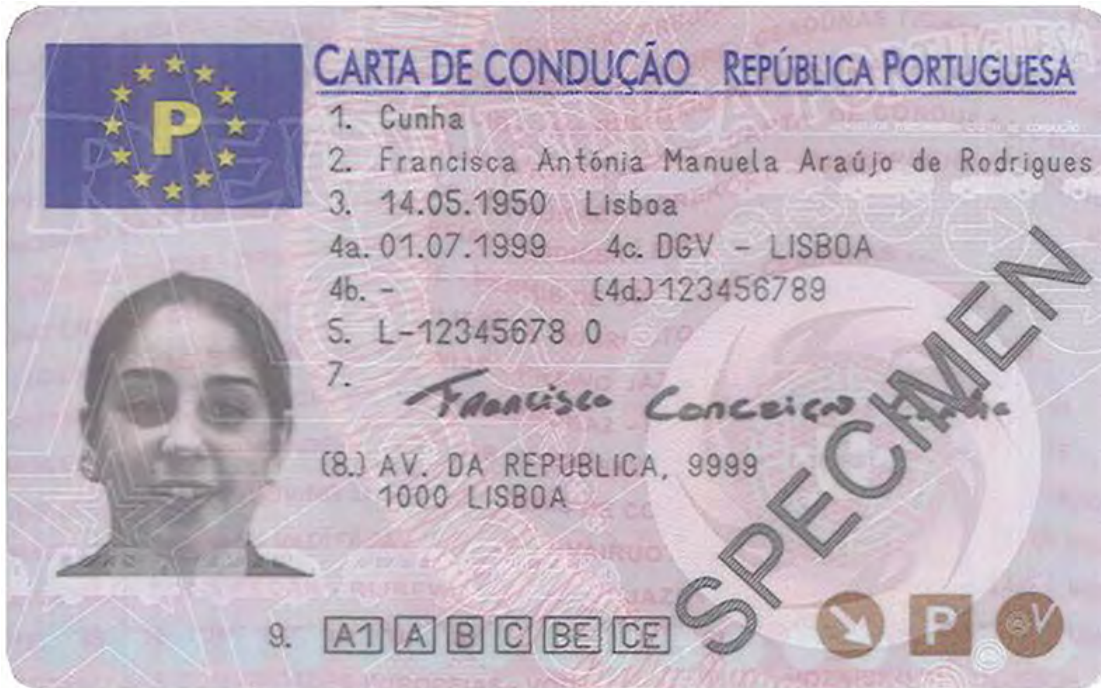 P
CARTA DE CONDUÇÃO REPÚBLICA PORTUGUESA
1. Cunha
2. Francisca Antónia Manuela Araújo de Rodrigues
3. 14.05.1950 Lisboa
4a. 01.07.1999 4c. DGV - LISBOA
4b. - (4d.) 123456789
5. L-12345678 0
7. Francisca Conceição
(8.) AV. DA REPUBLICA, 9999
1000 LISBOA
SPECIMEN
9. A1 A B C BE CE
P V